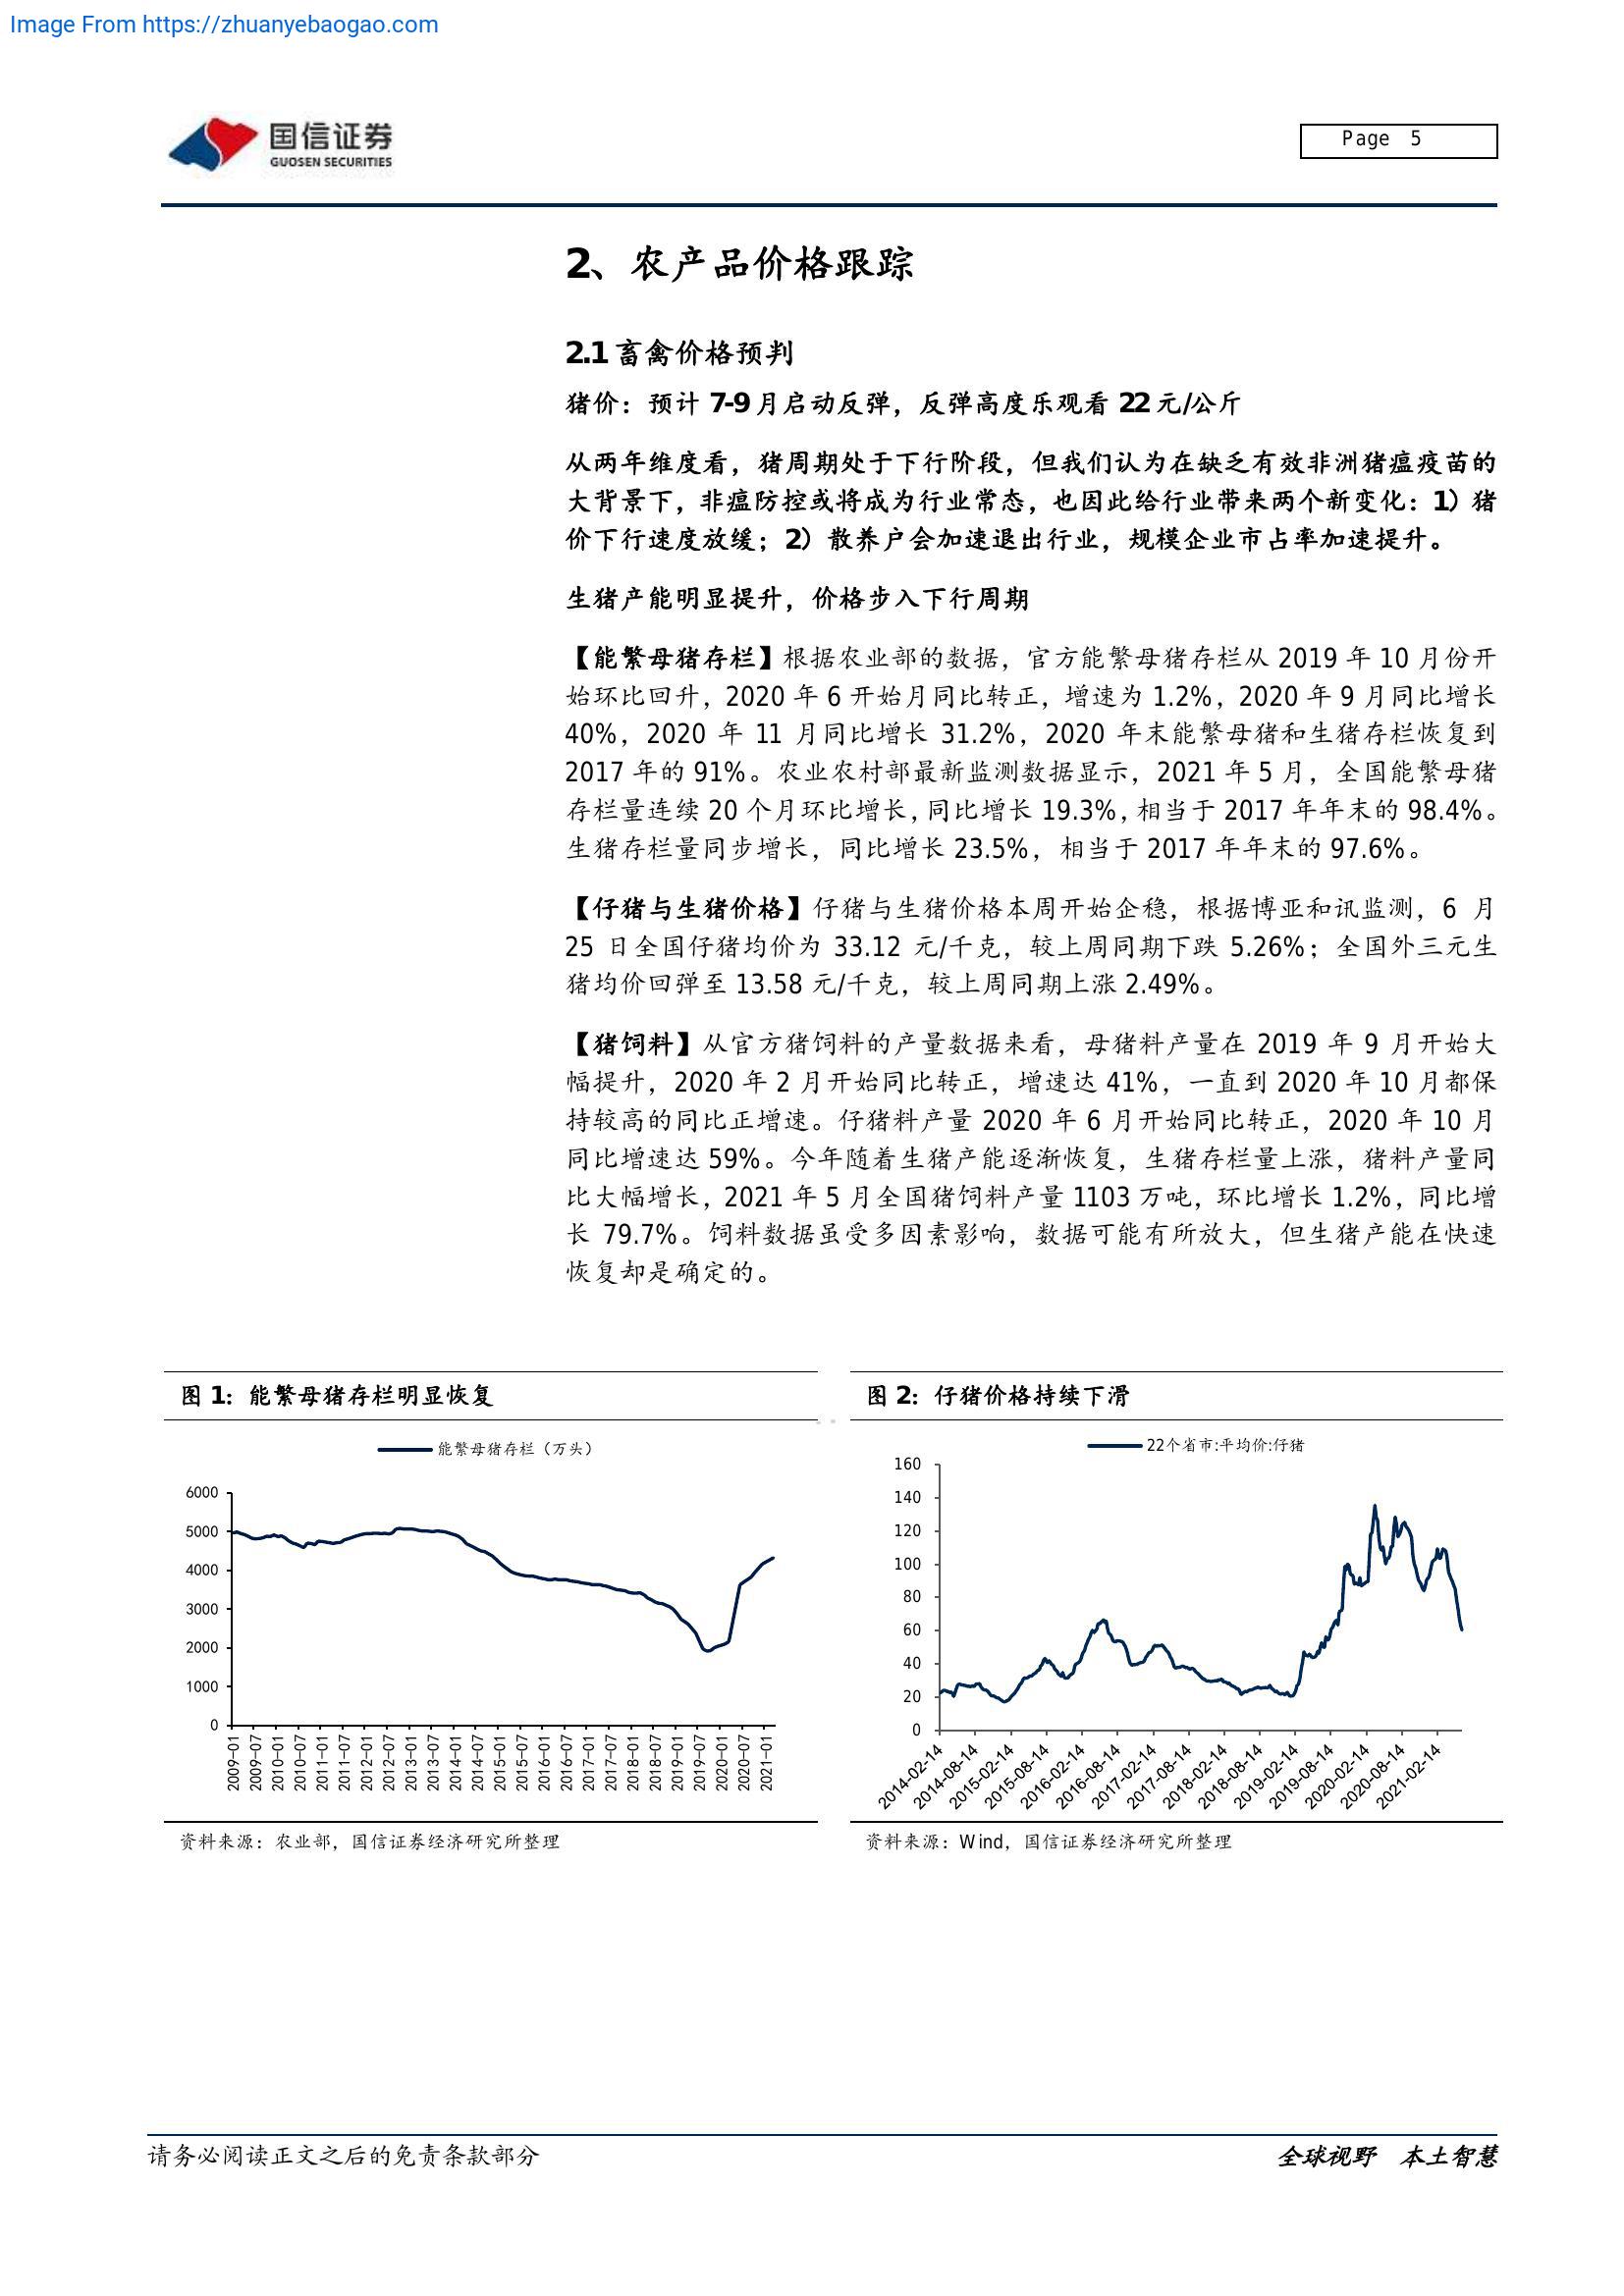 Image From https://zhuanyebaogao.com
国信证券
GUOSEN SECURITIES
Page 5
2、农产品价格跟踪
2.1 畜禽价格预判
猪价：预计 7-9 月启动反弹，反弹高度乐观看 22 元/公斤
从两年维度看，猪周期处于下行阶段，但我们认为在缺乏有效非洲猪瘟疫苗的
大背景下，非瘟防控或将成为行业常态，也因此给行业带来两个新变化：1）猪
价下行速度放缓；2）散养户会加速退出行业，规模企业市占率加速提升。
生猪产能明显提升，价格步入下行周期
【能繁母猪存栏】根据农业部的数据，官方能繁母猪存栏从 2019 年 10 月份开
始环比回升，2020 年 6 开始月同比转正，增速为 1.2%，2020 年 9 月同比增长
40%，2020 年 11 月同比增长 31.2%，2020 年末能繁母猪和生猪存栏恢复到
2017 年的 91%。农业农村部最新监测数据显示，2021 年 5 月，全国能繁母猪
存栏量连续 20 个月环比增长，同比增长 19.3%，相当于 2017 年年末的 98.4%。
生猪存栏量同步增长，同比增长 23.5%，相当于 2017 年年末的 97.6%。
【仔猪与生猪价格】仔猪与生猪价格本周开始企稳，根据博亚和讯监测，6 月
25 日全国仔猪均价为 33.12 元/千克，较上周同期下跌 5.26%；全国外三元生
猪均价回弹至 13.58 元/千克，较上周同期上涨 2.49%。
【猪饲料】从官方猪饲料的产量数据来看，母猪料产量在 2019 年 9 月开始大
幅提升，2020 年 2 月开始同比转正，增速达 41%，一直到 2020 年 10 月都保
持较高的同比正增速。仔猪料产量 2020 年 6 月开始同比转正，2020 年 10 月
同比增速达 59%。今年随着生猪产能逐渐恢复，生猪存栏量上涨，猪料产量同
比大幅增长，2021 年 5 月全国猪饲料产量 1103 万吨，环比增长 1.2%，同比增
长 79.7%。饲料数据虽受多因素影响，数据可能有所放大，但生猪产能在快速
恢复却是确定的。
图 1：能繁母猪存栏明显恢复
能繁母猪存栏（万头）
6000
5000
4000
3000
2000
1000
0
2009-01
2009-07
2010-01
2010-07
2011-01
2011-07
2012-01
2012-07
2013-01
2013-07
2014-01
2014-07
2015-01
2015-07
2016-01
2016-07
2017-01
2017-07
2018-01
2018-07
2019-01
2019-07
2020-01
2020-07
2021-01
资料来源：农业部，国信证券经济研究所整理
图 2：仔猪价格持续下滑
22个省市:平均价:仔猪
160
140
120
100
80
60
40
20
0
2014-02-14
2014-08-14
2015-02-14
2015-08-14
2016-02-14
2016-08-14
2017-02-14
2017-08-14
2018-02-14
2018-08-14
2019-02-14
2019-08-14
2020-02-14
2020-08-14
2021-02-14
资料来源：Wind，国信证券经济研究所整理
请务必阅读正文之后的免责条款部分
全球视野 本土智慧